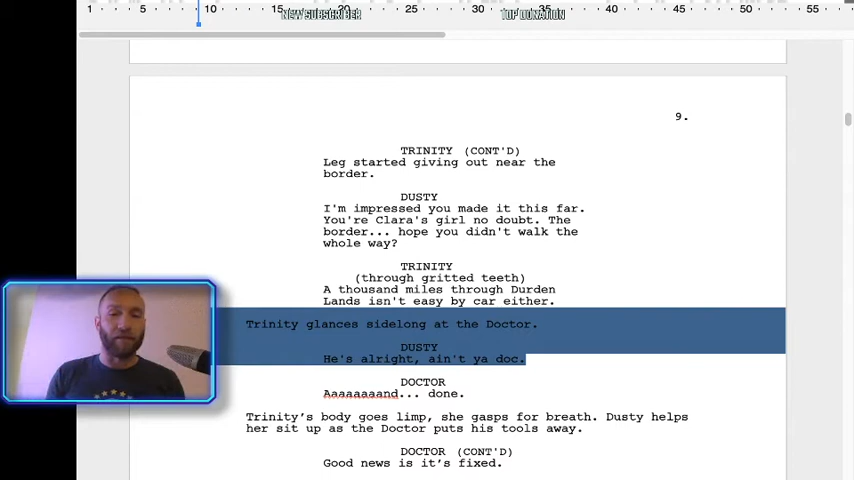 1 5 10 15 20 25 30 35 40 45 50 55
NEW SUBSCRIBER TOP DONATION
9.
TRINITY (CONT'D)
Leg started giving out near the
border.
DUSTY
I'm impressed you made it this far.
You're Clara's girl no doubt. The
border... hope you didn't walk the
whole way?
TRINITY
(through gritted teeth)
A thousand miles through Durden
Lands isn't easy by car either.
Trinity glances sidelong at the Doctor.
DUSTY
He's alright, ain't ya doc.
DOCTOR
Aaaaaaaand... done.
Trinity's body goes limp, she gasps for breath. Dusty helps
her sit up as the Doctor puts his tools away.
DOCTOR (CONT'D)
Good news is it's fixed.